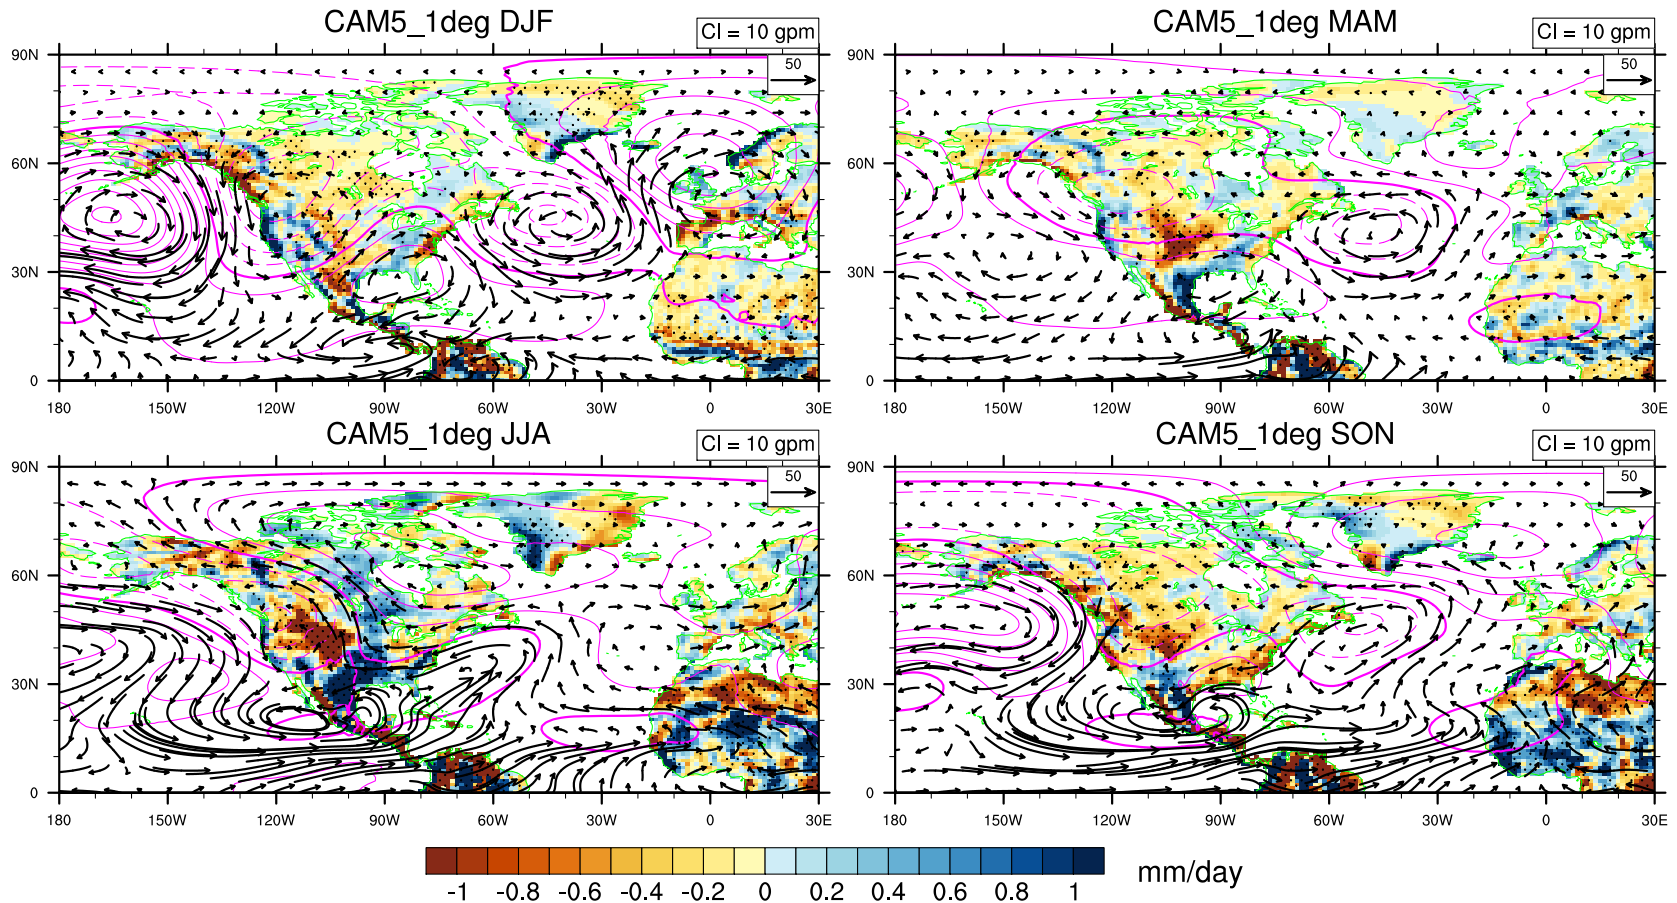 CAM5_1deg DJF
CI = 10 gpm
50
90N
60N
30N
0
180 150W 120W 90W 60W 30W 0 30E
CAM5_1deg MAM
CI = 10 gpm
50
90N
60N
30N
0
180 150W 120W 90W 60W 30W 0 30E
CAM5_1deg JJA
CI = 10 gpm
50
90N
60N
30N
0
180 150W 120W 90W 60W 30W 0 30E
CAM5_1deg SON
CI = 10 gpm
50
90N
60N
30N
0
180 150W 120W 90W 60W 30W 0 30E
-1 -0.8 -0.6 -0.4 -0.2 0 0.2 0.4 0.6 0.8 1 mm/day